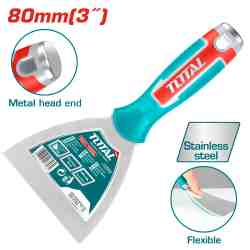 80mm(3″)
Metal head end
TOTAL
TOTAL
Stainless
steel
Flexible